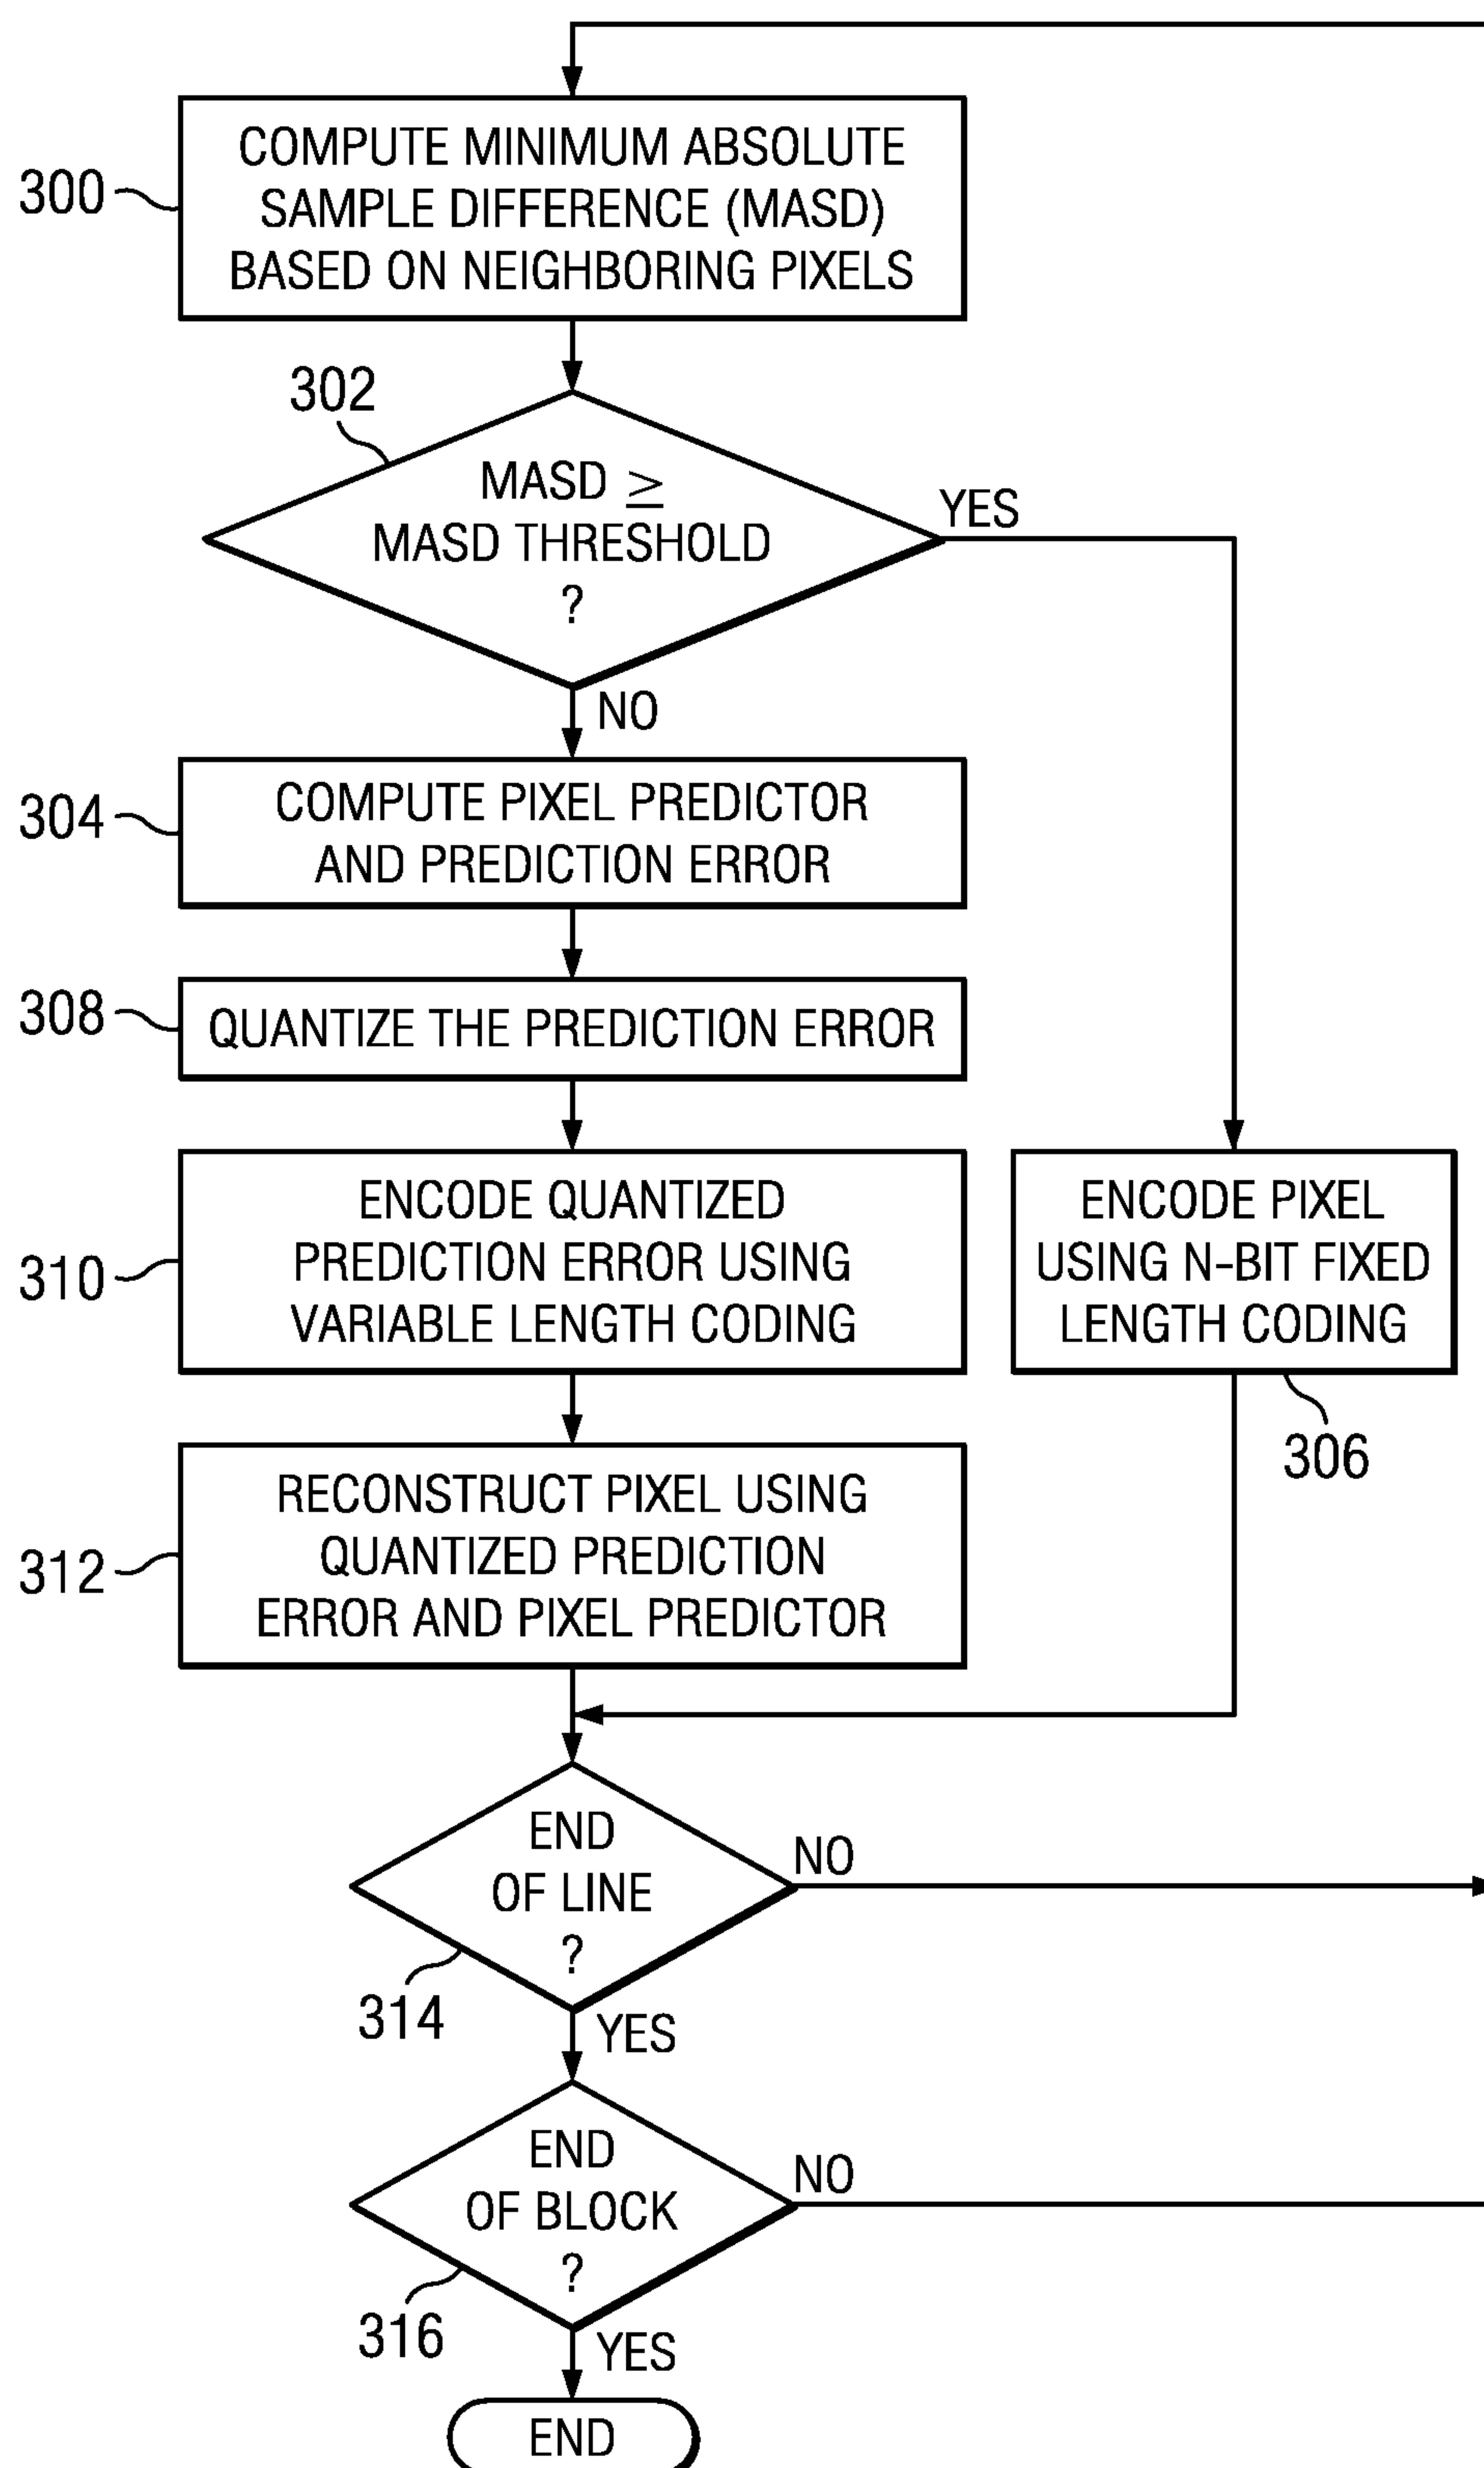 300
COMPUTE MINIMUM ABSOLUTE
SAMPLE DIFFERENCE (MASD)
BASED ON NEIGHBORING PIXELS
302
MASD ≥
MASD THRESHOLD
?
YES
NO
304
COMPUTE PIXEL PREDICTOR
AND PREDICTION ERROR
308
QUANTIZE THE PREDICTION ERROR
310
ENCODE QUANTIZED
PREDICTION ERROR USING
VARIABLE LENGTH CODING
ENCODE PIXEL
USING N-BIT FIXED
LENGTH CODING
306
312
RECONSTRUCT PIXEL USING
QUANTIZED PREDICTION
ERROR AND PIXEL PREDICTOR
END
OF LINE
?
NO
314
YES
END
OF BLOCK
?
NO
316
YES
END